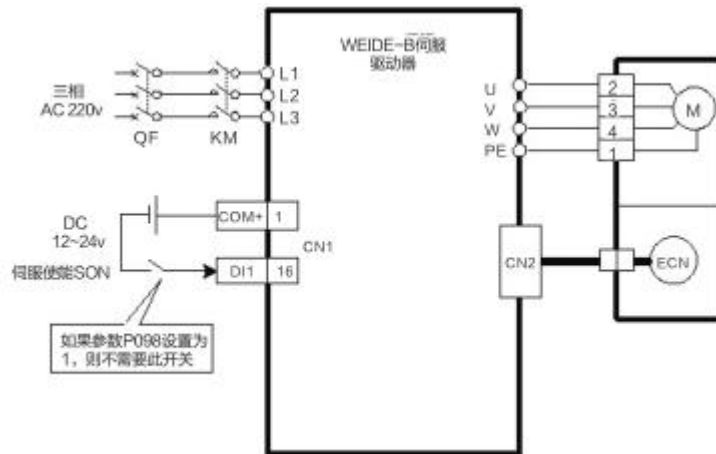 WEIDE-B伺服
驱动器
三相
AC 220v
L1
L2
L3
QF
KM
U
V
W
PE
2
3
4
1
M
DC
12~24v
COM+
1
CN1
伺服使能SON
DI1
16
CN2
ECN
如果参数P098设置为
1，则不需要此开关